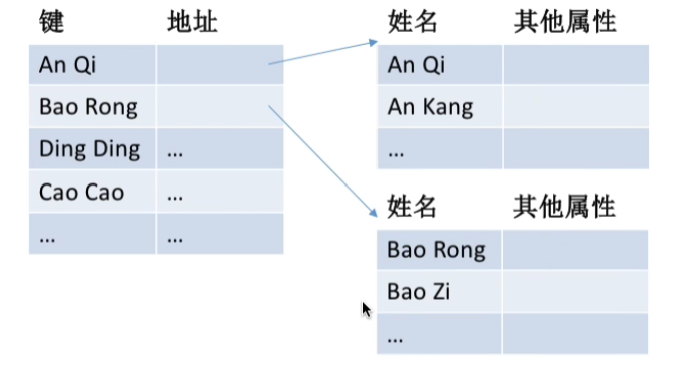 键 地址
An Qi
Bao Rong
Ding Ding ...
Cao Cao ...
... ...
姓名 其他属性
An Qi
An Kang
...
姓名 其他属性
Bao Rong
Bao Zi
...